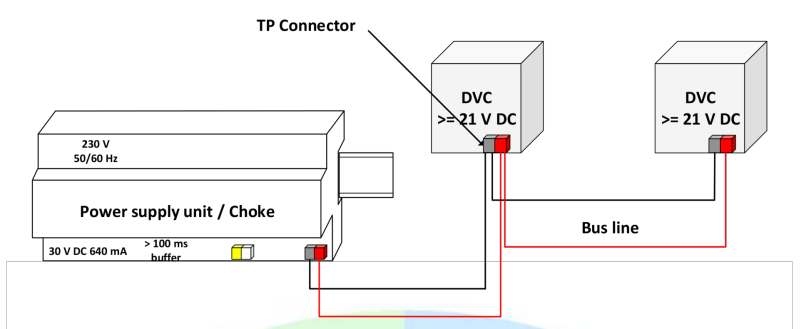 TP Connector
DVC
>= 21 V DC
DVC
>= 21 V DC
230 V
50/60 Hz
Power supply unit / Choke
Bus line
30 V DC 640 mA
> 100 ms
buffer